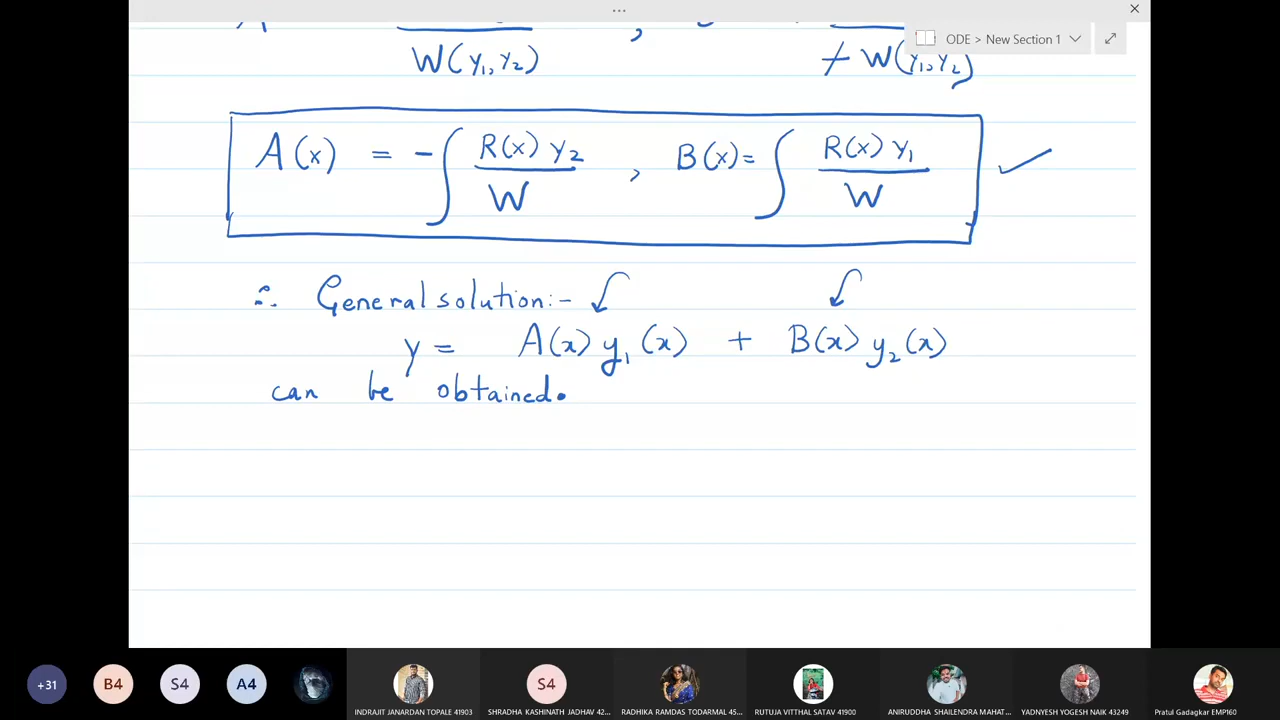 ...
ODE > New Section 1
W(y₁, y₂) , + W(y₁, y₂)
A(x) = -∫ R(x) y₂ / W , B(x) = ∫ R(x) y₁ / W ✓
∴ General solution:-
y = A(x) y₁(x) + B(x) y₂(x)
can be obtained.
+31 B4 S4 A4 S4
INDRAJIT JANARDAN TOPALE 41903 SHRADHA KASHINATH JADHAV 42... RADHIKA RAMDAS TODARMAL 45... RUTUJA VITTHAL SATAV 41900 ANIRUDDHA SHAILENDRA MAHAT... YADNYESH YOGESH NAIK 43249 Pratul Gadagkar EMP160